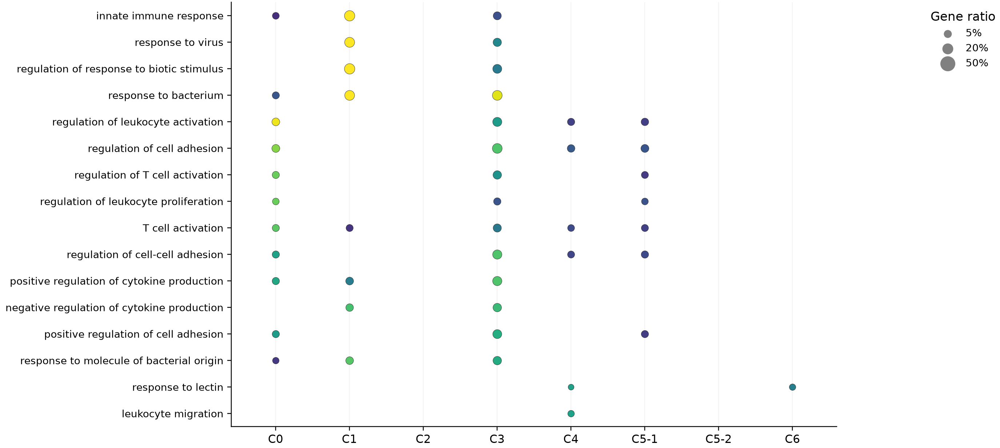 innate immune response
response to virus
regulation of response to biotic stimulus
response to bacterium
regulation of leukocyte activation
regulation of cell adhesion
regulation of T cell activation
regulation of leukocyte proliferation
T cell activation
regulation of cell-cell adhesion
positive regulation of cytokine production
negative regulation of cytokine production
positive regulation of cell adhesion
response to molecule of bacterial origin
response to lectin
leukocyte migration
C0 C1 C2 C3 C4 C5-1 C5-2 C6
Gene ratio
5%
20%
50%